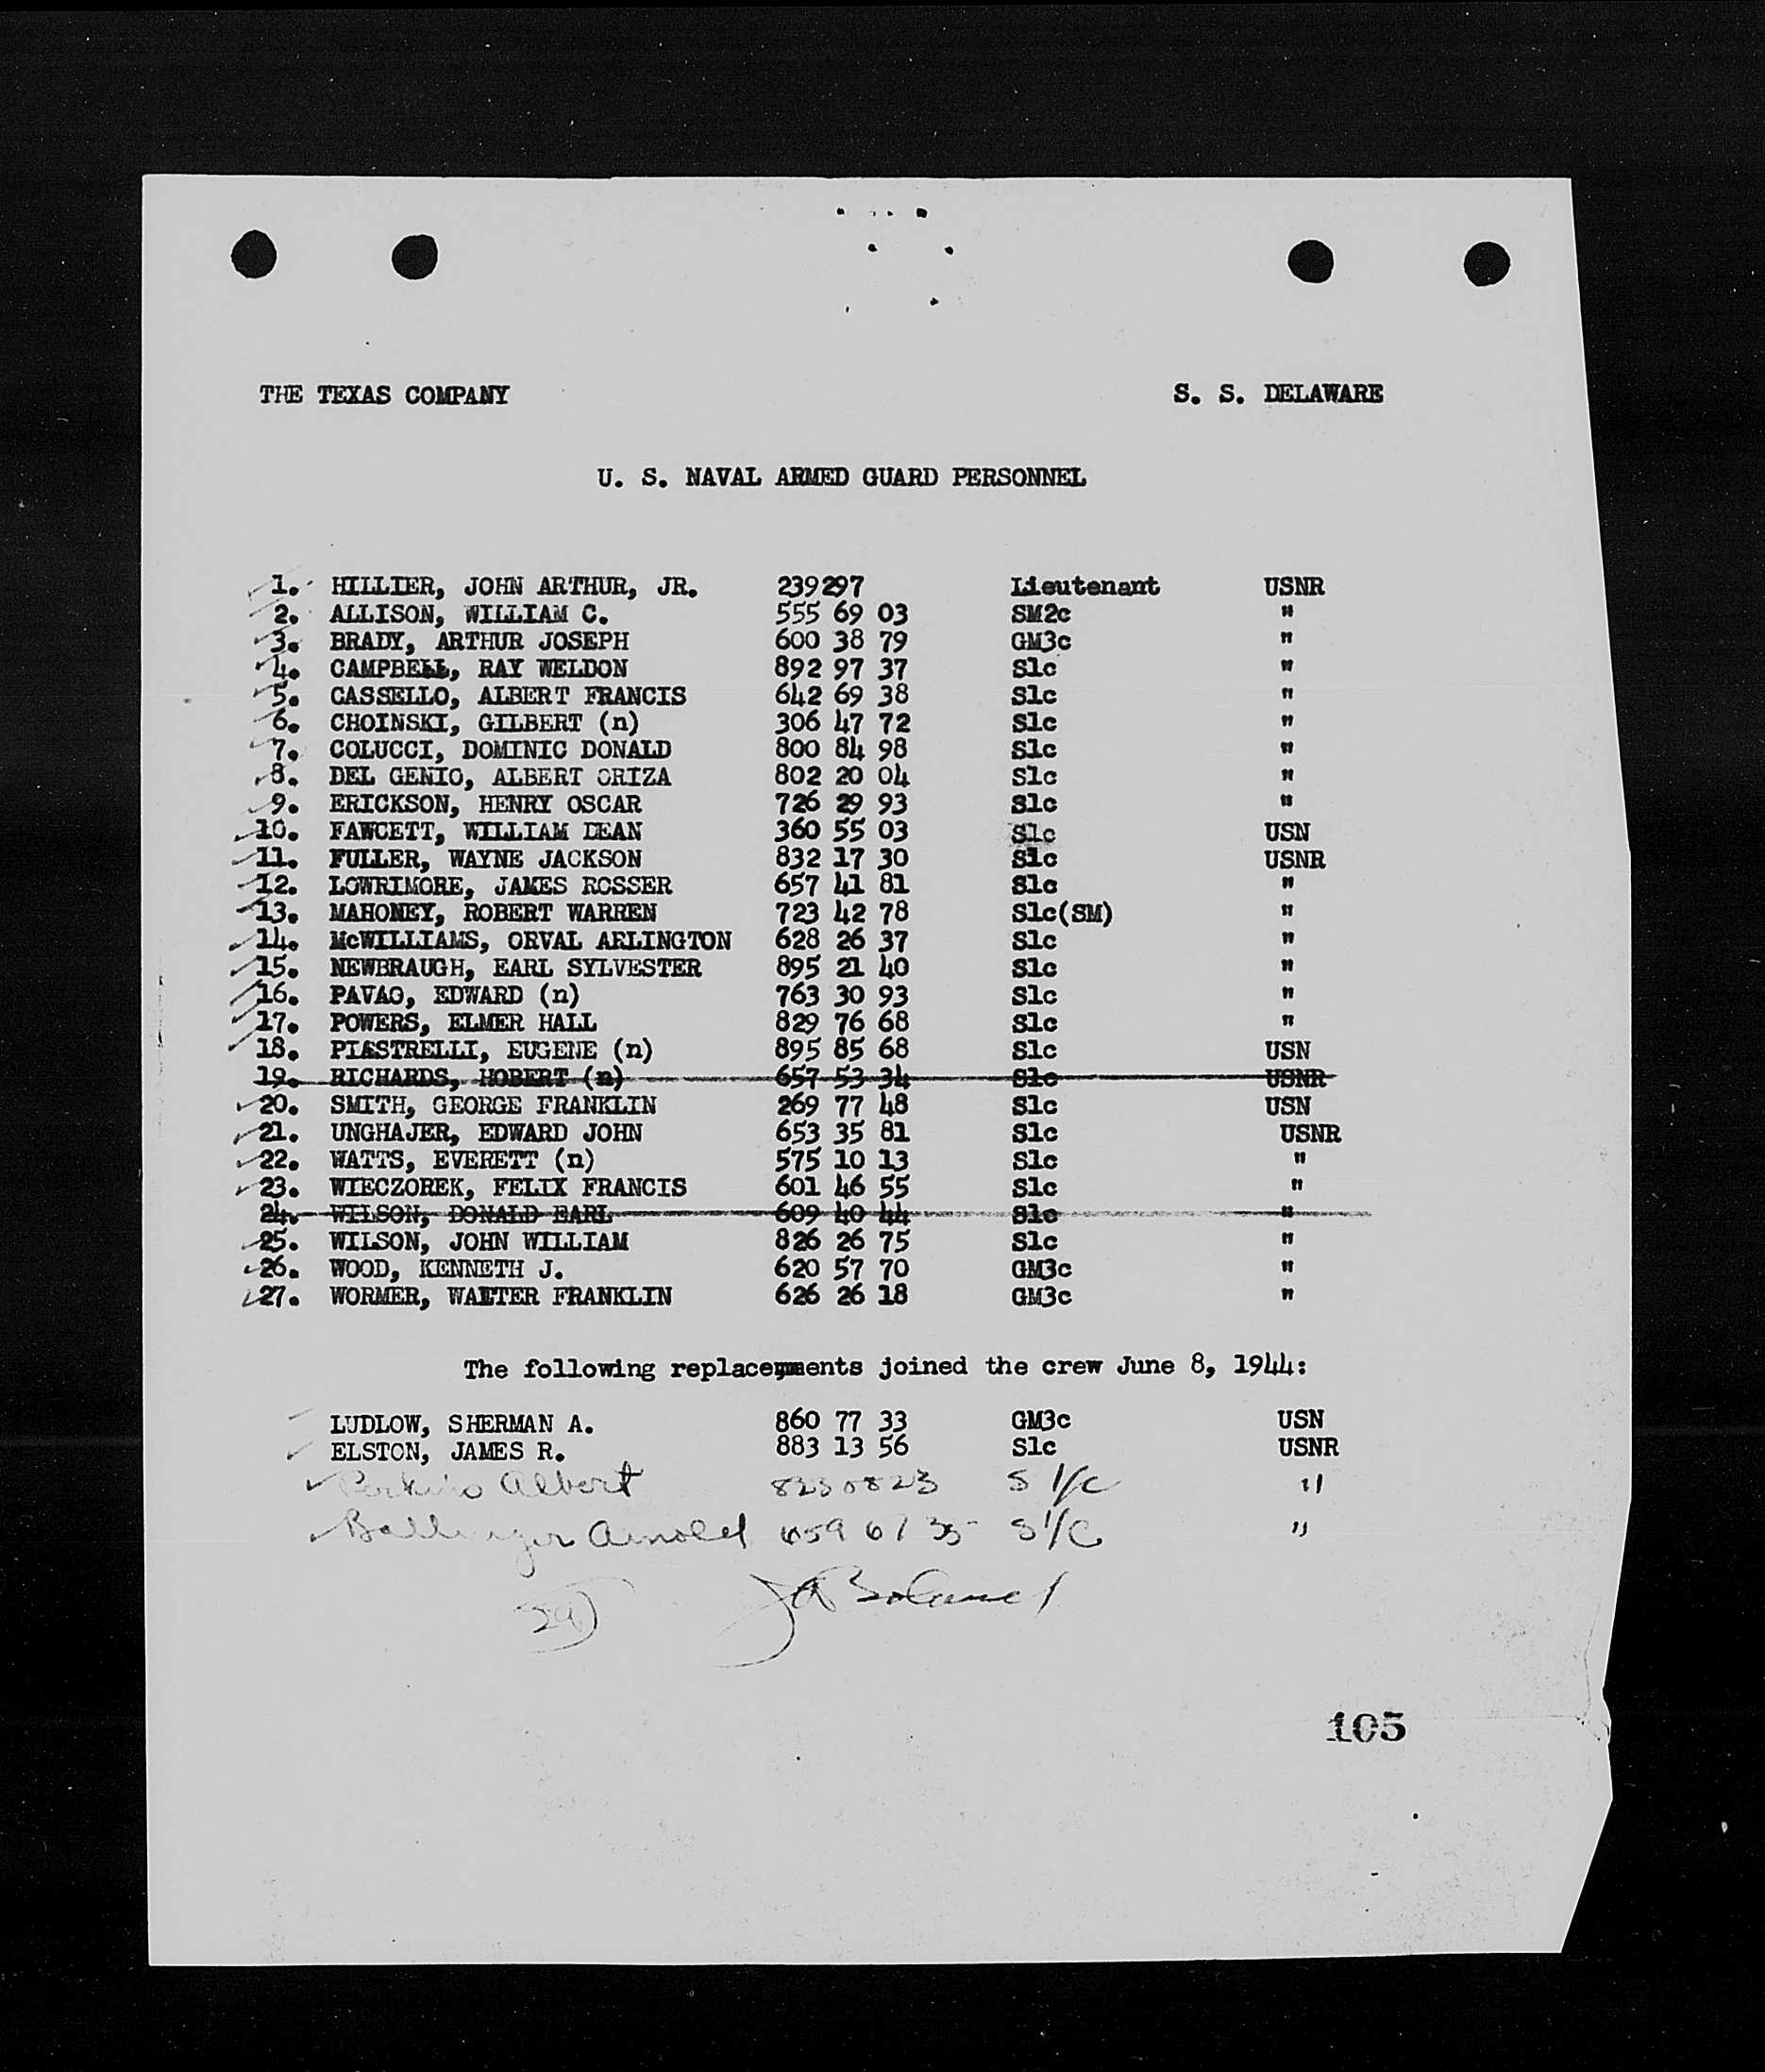 THE TEXAS COMPANY S. S. DELAWARE
U. S. NAVAL ARMED GUARD PERSONNEL
1. HILLIER, JOHN ARTHUR, JR. 239297 Lieutenant USNR
2. ALLISON, WILLIAM C. 555 69 03 SM2c "
3. BRADY, ARTHUR JOSEPH 600 38 79 GM3c "
4. CAMPBELL, RAY WELDON 892 97 37 S1c "
5. CASSELLO, ALBERT FRANCIS 642 69 38 S1c "
6. CHOINSKI, GILBERT (n) 306 47 72 S1c "
7. COLUCCI, DOMINIC DONALD 800 84 98 S1c "
8. DEL GENIO, ALBERT ORIZA 802 20 04 S1c "
9. ERICKSON, HENRY OSCAR 726 29 93 S1c "
10. FAWCETT, WILLIAM DEAN 360 55 03 S1c USN
11. FULLER, WAYNE JACKSON 832 17 30 S1c USNR
12. LOWRIMORE, JAMES ROSSER 657 41 81 S1c "
13. MAHONEY, ROBERT WARREN 723 42 78 S1c(SM) "
14. McWILLIAMS, ORVAL ARLINGTON 628 26 37 S1c "
15. NEWBRAUGH, EARL SYLVESTER 895 21 40 S1c "
16. PAVAO, EDWARD (n) 763 30 93 S1c "
17. POWERS, ELMER HALL 829 76 68 S1c "
18. PIASTRELLI, EUGENE (n) 895 85 68 S1c USN
19. RICHARDS, HOBERT (n) 657 53 34 S1c USNR
20. SMITH, GEORGE FRANKLIN 269 77 48 S1c USN
21. UNGHAJER, EDWARD JOHN 653 35 81 S1c USNR
22. WATTS, EVERETT (n) 575 10 13 S1c "
23. WIECZOREK, FELIX FRANCIS 601 46 55 S1c "
24. WILSON, DONALD EARL 609 40 44 S1c "
25. WILSON, JOHN WILLIAM 826 26 75 S1c "
26. WOOD, KENNETH J. 620 57 70 GM3c "
27. WORMER, WALTER FRANKLIN 626 26 18 GM3c "
The following replacements joined the crew June 8, 1944:
LUDLOW, SHERMAN A. 860 77 33 GM3c USN
ELSTON, JAMES R. 883 13 56 S1c USNR
Perkins Albert S 1/c "
Ballinger Arnold S 1/C "
29
105